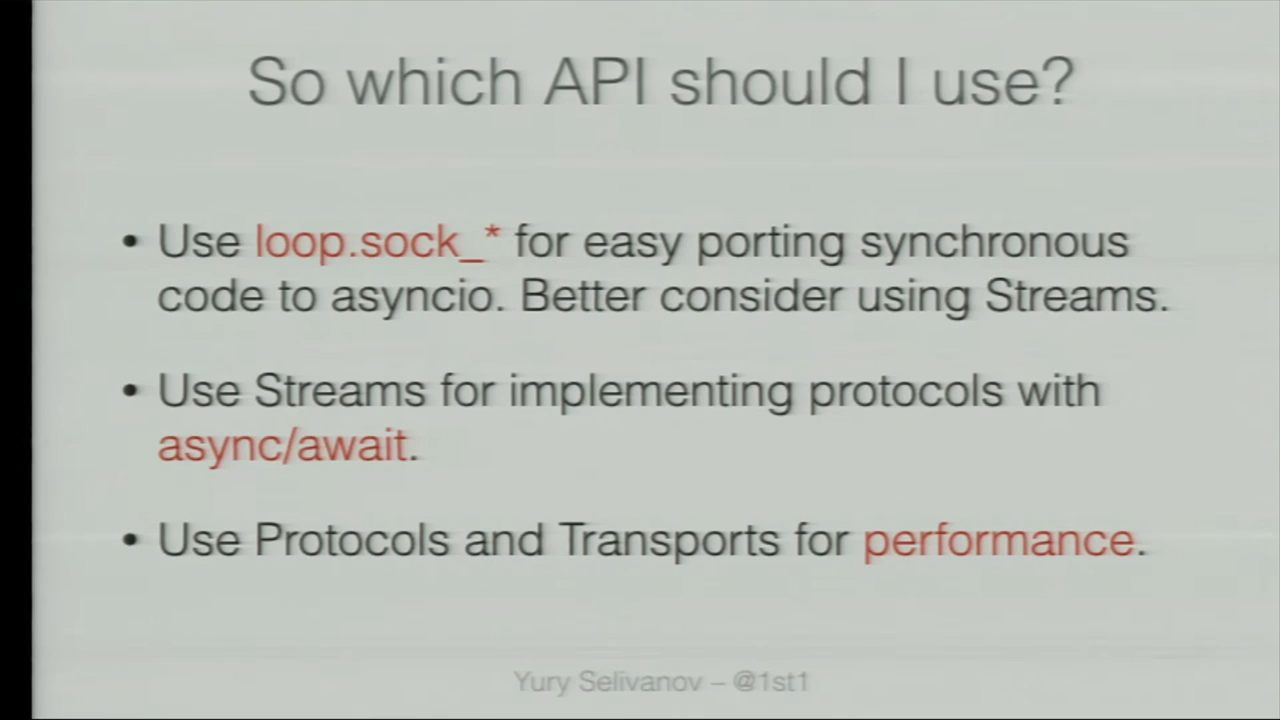 So which API should I use?
• Use loop.sock_* for easy porting synchronous
code to asyncio. Better consider using Streams.
• Use Streams for implementing protocols with
async/await.
• Use Protocols and Transports for performance.
Yury Selivanov – @1st1